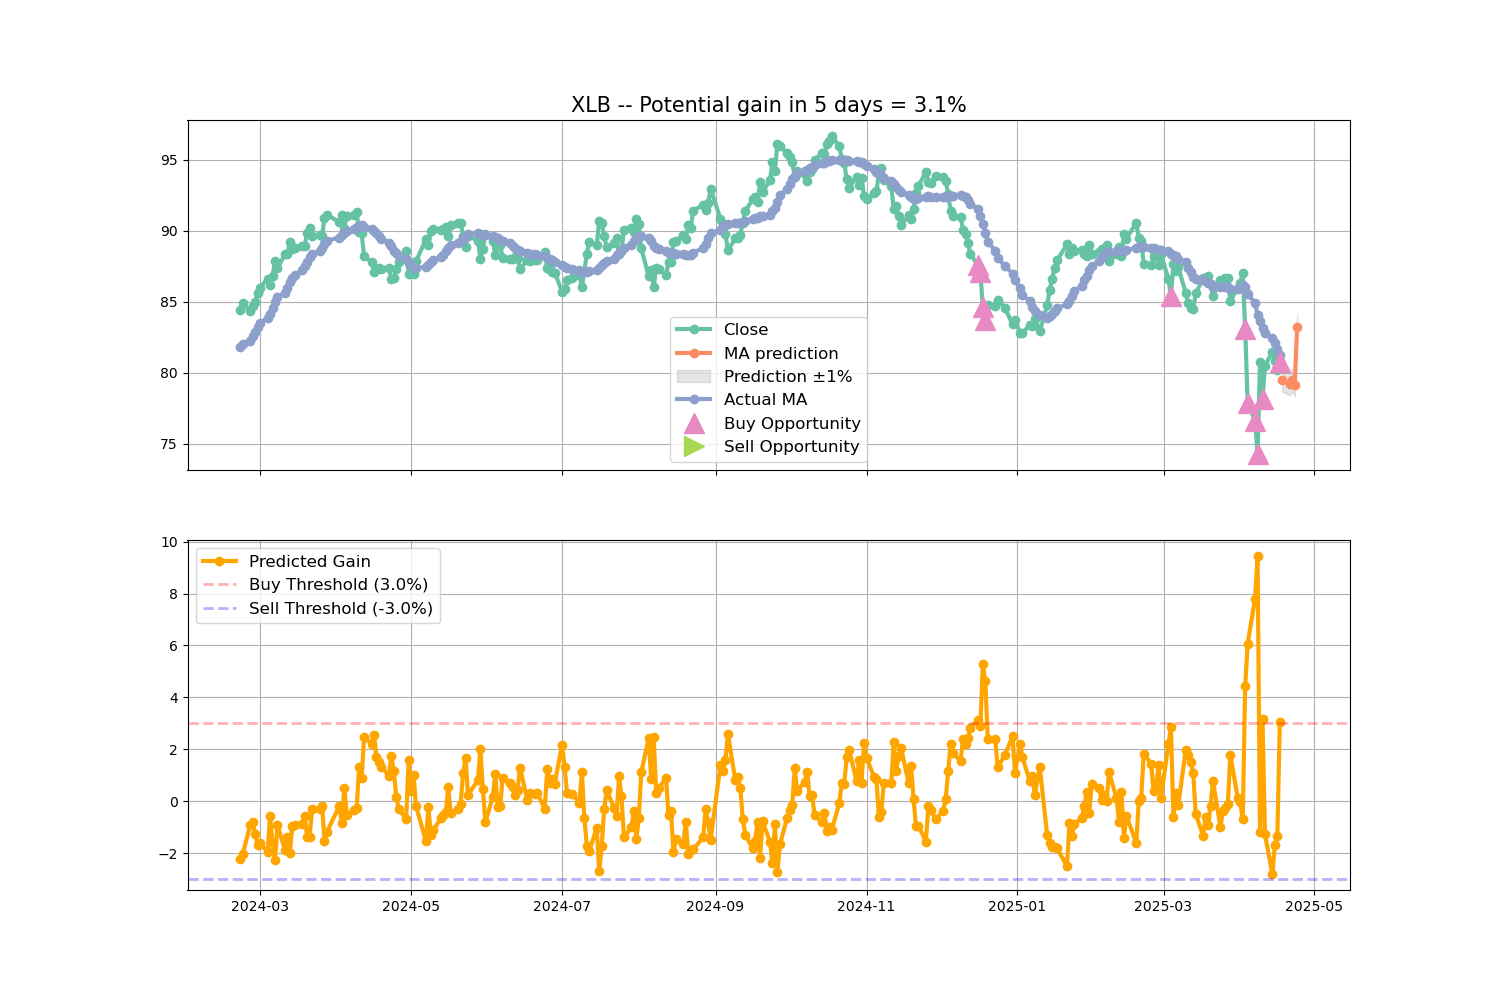 XLB -- Potential gain in 5 days = 3.1%
95
90
85
80
75
Close
MA prediction
Prediction ±1%
Actual MA
Buy Opportunity
Sell Opportunity
10
8
6
4
2
0
−2
Predicted Gain
Buy Threshold (3.0%)
Sell Threshold (-3.0%)
2024-03
2024-05
2024-07
2024-09
2024-11
2025-01
2025-03
2025-05